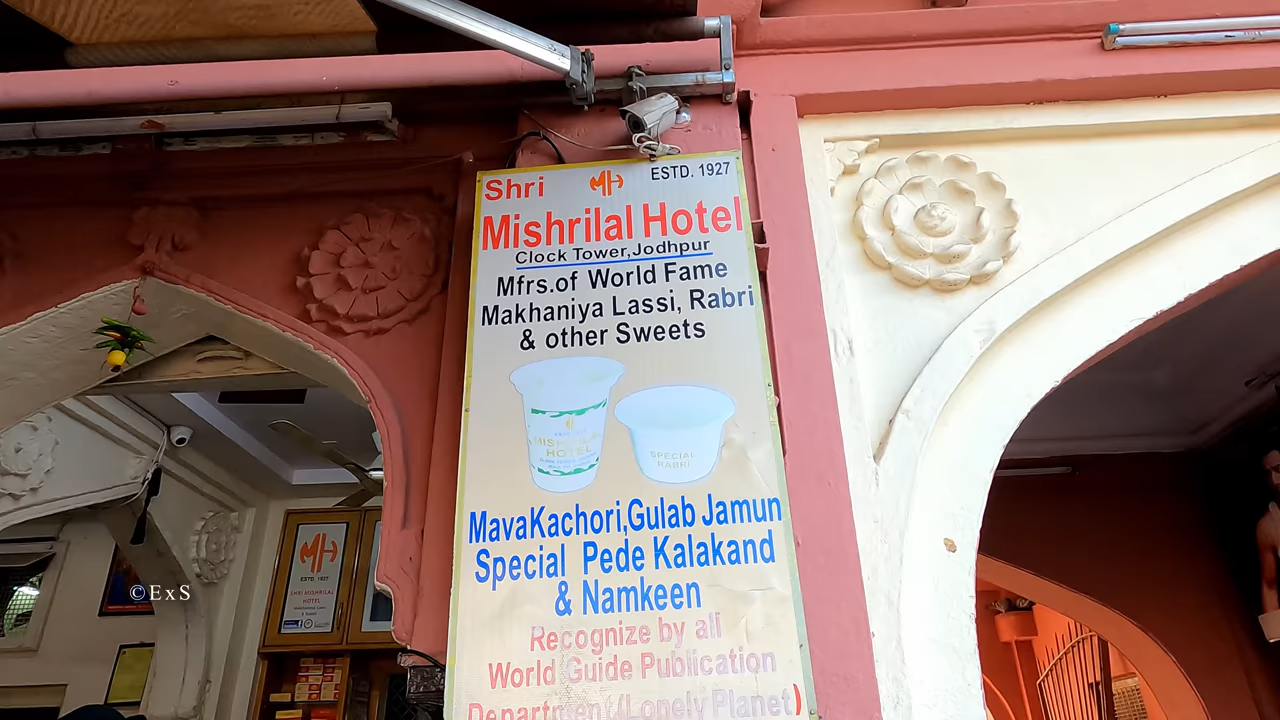 Shri MH ESTD. 1927
Mishrilal Hotel
Clock Tower,Jodhpur
Mfrs.of World Fame
Makhaniya Lassi, Rabri
& other Sweets
MISHRILAL
HOTEL
SPECIAL
RABRI
MavaKachori,Gulab Jamun
Special Pede Kalakand
& Namkeen
Recognize by all
World Guide Publication
Department(Lonely Planet)
MH
ESTD. 1927
SHRI MISHRILAL
HOTEL
©ExS